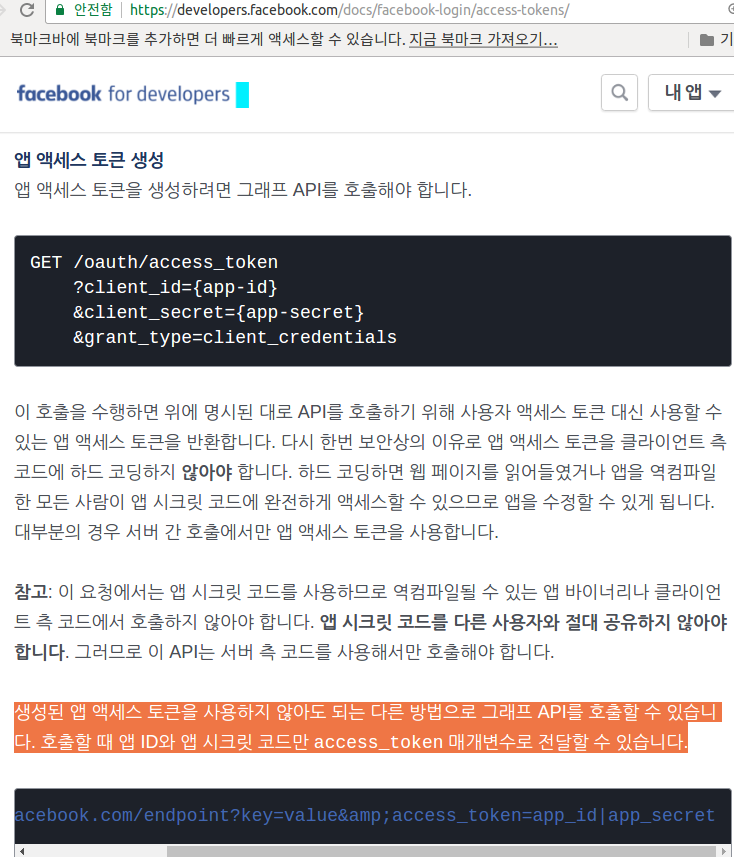 안전함 https://developers.facebook.com/docs/facebook-login/access-tokens/
북마크바에 북마크를 추가하면 더 빠르게 액세스할 수 있습니다. 지금 북마크 가져오기...
facebook for developers
내 앱
앱 액세스 토큰 생성
앱 액세스 토큰을 생성하려면 그래프 API를 호출해야 합니다.
GET /oauth/access_token
?client_id={app-id}
&client_secret={app-secret}
&grant_type=client_credentials
이 호출을 수행하면 위에 명시된 대로 API를 호출하기 위해 사용자 액세스 토큰 대신 사용할 수
있는 앱 액세스 토큰을 반환합니다. 다시 한번 보안상의 이유로 앱 액세스 토큰을 클라이언트 측
코드에 하드 코딩하지 않아야 합니다. 하드 코딩하면 웹 페이지를 읽어들였거나 앱을 역컴파일
한 모든 사람이 앱 시크릿 코드에 완전하게 액세스할 수 있으므로 앱을 수정할 수 있게 됩니다.
대부분의 경우 서버 간 호출에서만 앱 액세스 토큰을 사용합니다.
참고: 이 요청에서는 앱 시크릿 코드를 사용하므로 역컴파일될 수 있는 앱 바이너리나 클라이언
트 측 코드에서 호출하지 않아야 합니다. 앱 시크릿 코드를 다른 사용자와 절대 공유하지 않아야
합니다. 그러므로 이 API는 서버 측 코드를 사용해서만 호출해야 합니다.
생성된 앱 액세스 토큰을 사용하지 않아도 되는 다른 방법으로 그래프 API를 호출할 수 있습니
다. 호출할 때 앱 ID와 앱 시크릿 코드만 access_token 매개변수로 전달할 수 있습니다.
acebook.com/endpoint?key=value&amp;access_token=app_id|app_secret